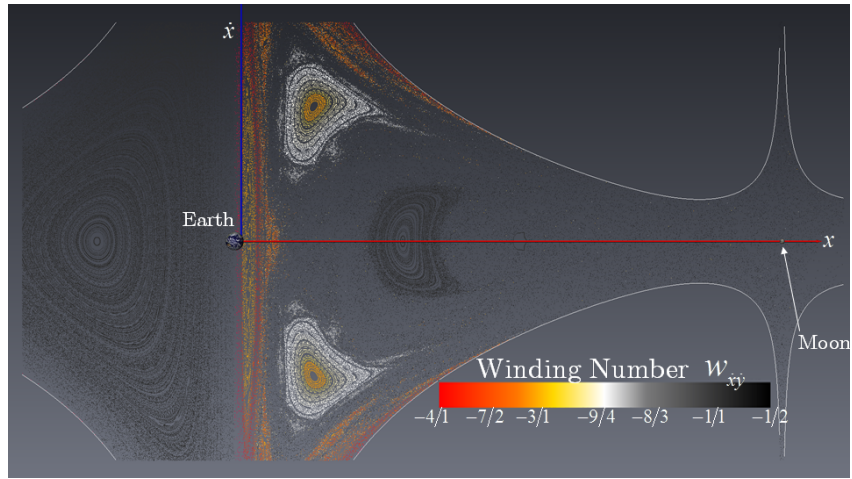 ẋ
Earth
x
Moon
Winding Number w_ẋẏ
−4/1 −7/2 −3/1 −9/4 −8/3 −1/1 −1/2